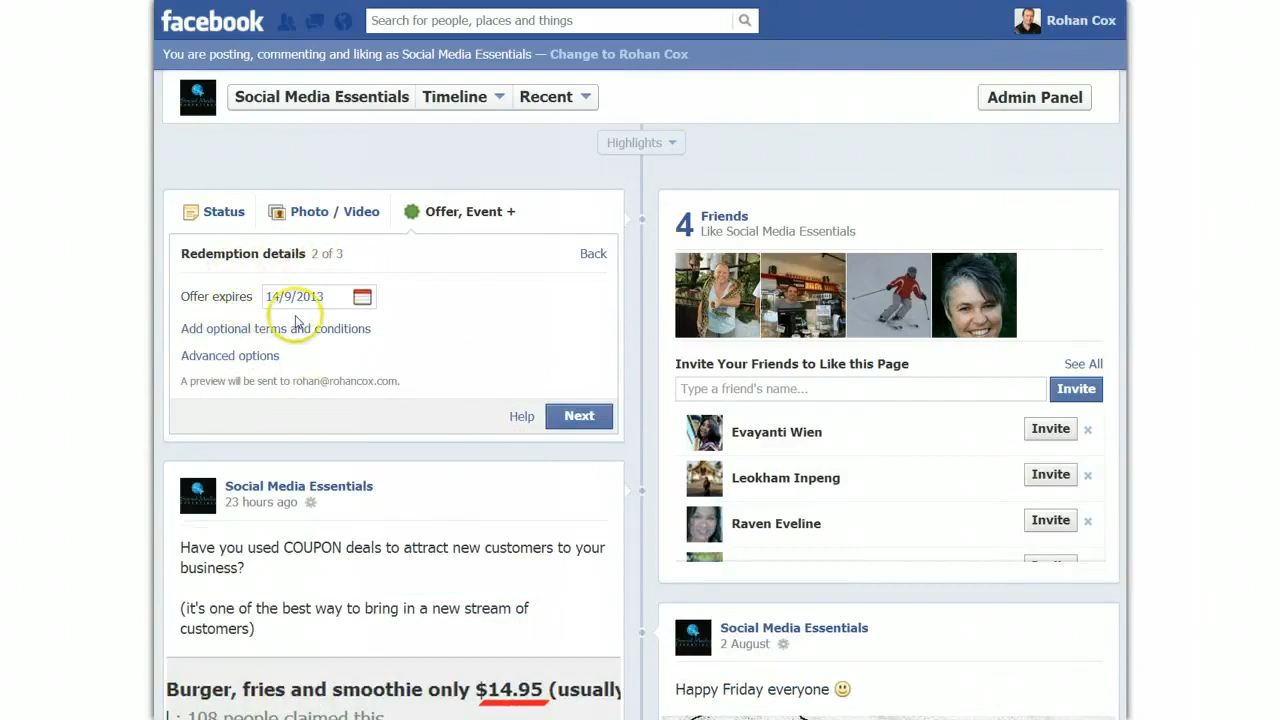 facebook
Search for people, places and things
Rohan Cox
You are posting, commenting and liking as Social Media Essentials — Change to Rohan Cox
Social Media Essentials Timeline Recent
Admin Panel
Highlights
Status Photo / Video Offer, Event +
Redemption details 2 of 3 Back
Offer expires 14/9/2013
Add optional terms and conditions
Advanced options
A preview will be sent to rohan@rohancox.com.
Help Next
Social Media Essentials
23 hours ago
Have you used COUPON deals to attract new customers to your
business?
(it's one of the best way to bring in a new stream of
customers)
Burger, fries and smoothie only $14.95 (usually
108 people claimed this
4 Friends
Like Social Media Essentials
Invite Your Friends to Like this Page See All
Type a friend's name... Invite
Evayanti Wien Invite
Leokham Inpeng Invite
Raven Eveline Invite
Social Media Essentials
2 August
Happy Friday everyone